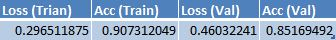 Loss (Trian) Acc (Train) Loss (Val) Acc (Val)
0.296511875 0.907312049 0.46032241 0.85169492